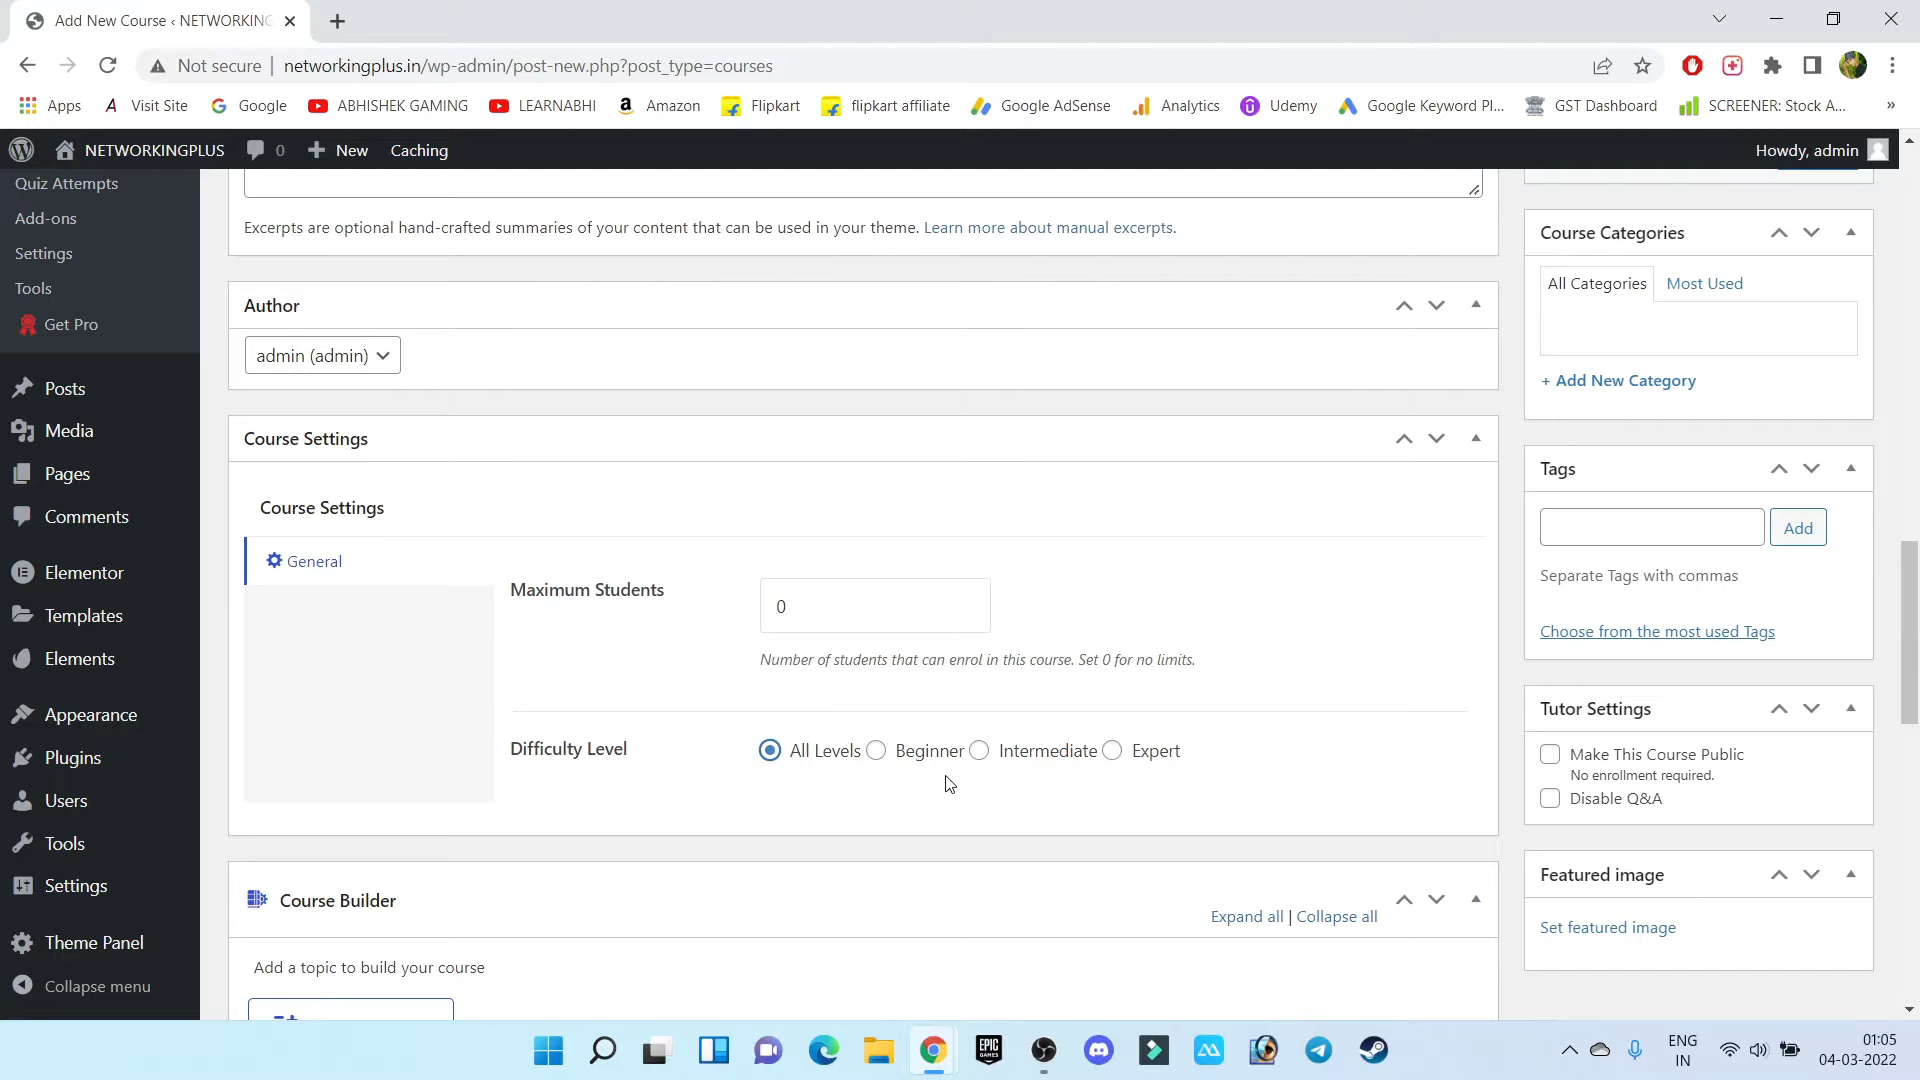 Add New Course ‹ NETWORKING
Not secure | networkingplus.in/wp-admin/post-new.php?post_type=courses
Apps
Visit Site
Google
ABHISHEK GAMING
LEARNABHI
Amazon
Flipkart
flipkart affiliate
Google AdSense
Analytics
Udemy
Google Keyword Pl...
GST Dashboard
SCREENER: Stock A...
»
NETWORKINGPLUS
0
New
Caching
Howdy, admin
Quiz Attempts
Add-ons
Settings
Tools
Get Pro
Posts
Media
Pages
Comments
Elementor
Templates
Elements
Appearance
Plugins
Users
Tools
Settings
Theme Panel
Collapse menu
Excerpts are optional hand-crafted summaries of your content that can be used in your theme. Learn more about manual excerpts.
Author
admin (admin)
Course Settings
Course Settings
General
Maximum Students
0
Number of students that can enrol in this course. Set 0 for no limits.
Difficulty Level
All Levels
Beginner
Intermediate
Expert
Course Builder
Expand all | Collapse all
Add a topic to build your course
Course Categories
All Categories
Most Used
+ Add New Category
Tags
Add
Separate Tags with commas
Choose from the most used Tags
Tutor Settings
Make This Course Public
No enrollment required.
Disable Q&A
Featured image
Set featured image
EPIC
GAMES
ENG
IN
01:05
04-03-2022